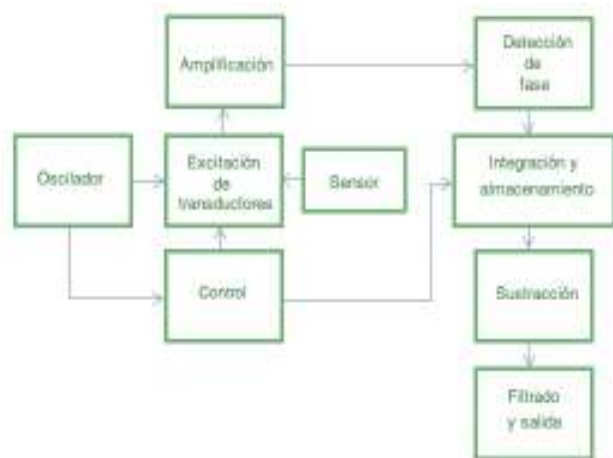 Amplificación
Detección
de
fase
Oscilador
Excitación
de
transductores
Sensor
Integración y
almacenamiento
Control
Sustracción
Filtrado
y salida